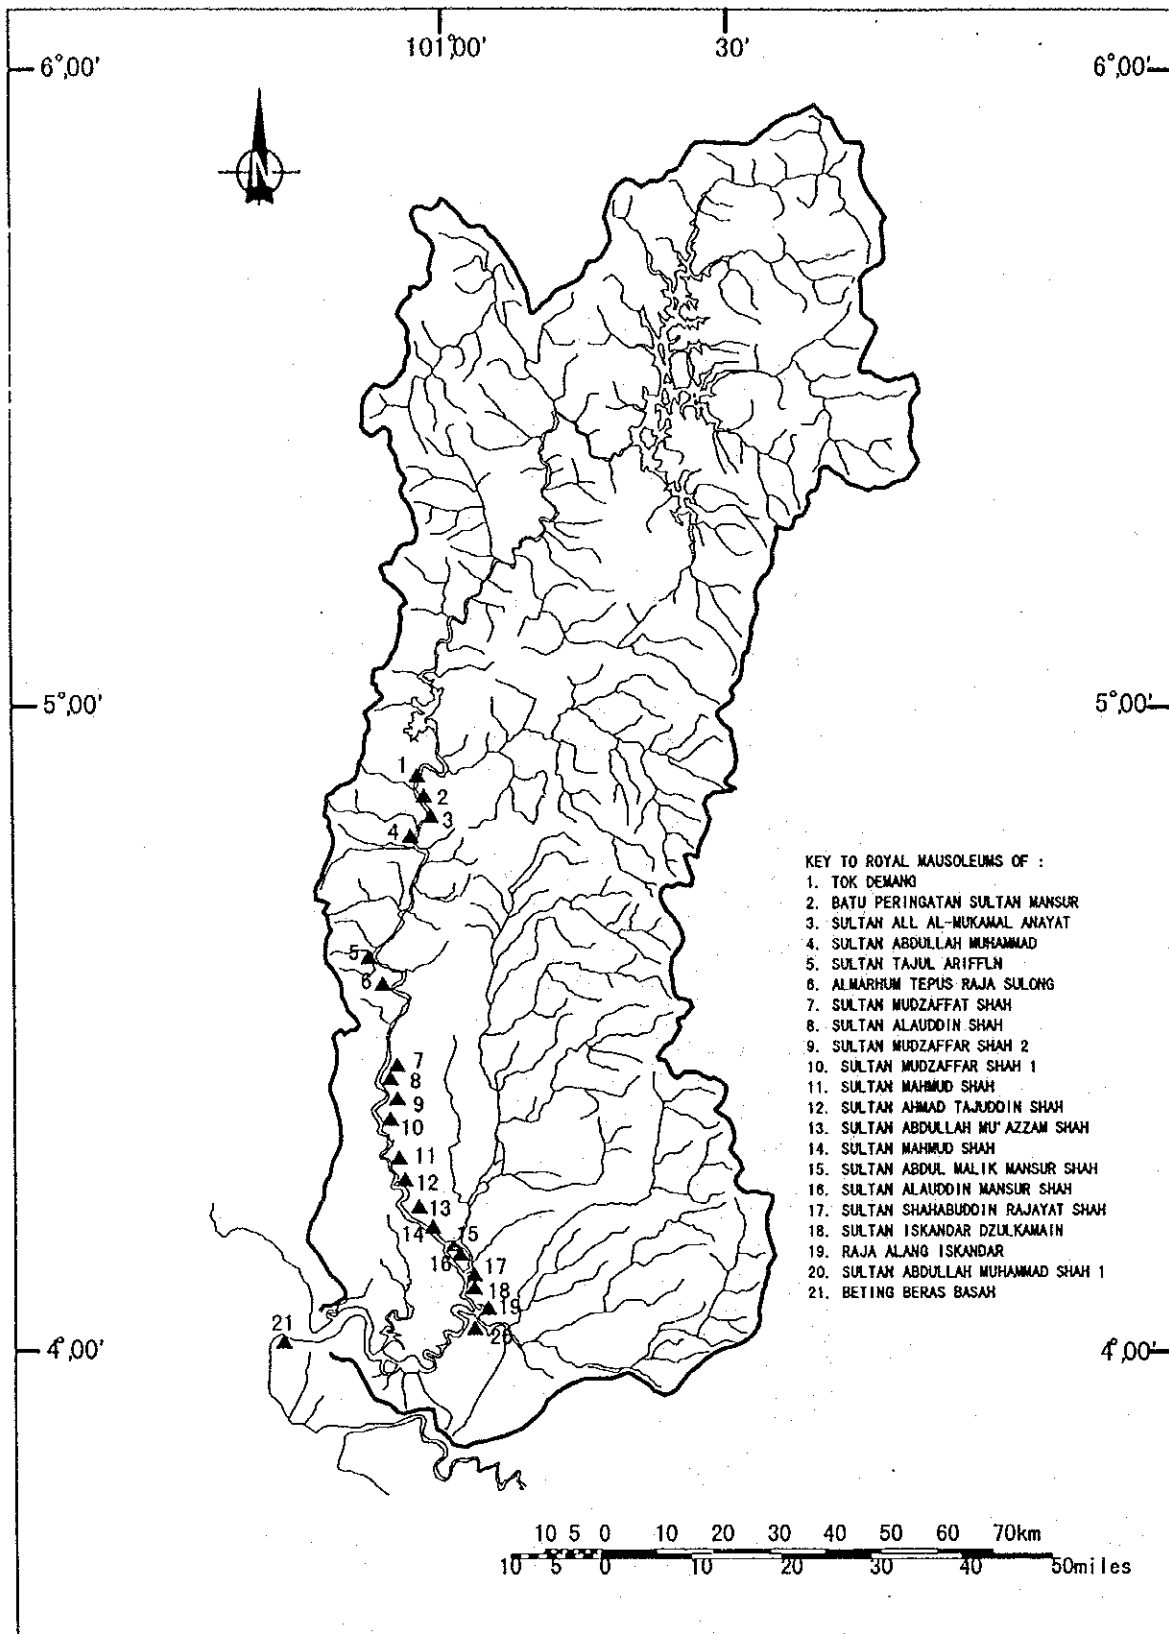 101°00'
30'
6°00'
6°00'
N
5°00'
5°00'
1
2
3
4
5
6
7
8
9
10
11
12
13
14
15
16
17
18
19
20
21
KEY TO ROYAL MAUSOLEUMS OF :
1. TOK DEMANG
2. BATU PERINGATAN SULTAN MANSUR
3. SULTAN ALL AL-MUKAMAL ANAYAT
4. SULTAN ABDULLAH MUHAMMAD
5. SULTAN TAJUL ARIFFLN
6. ALMARHUM TEPUS RAJA SULONG
7. SULTAN MUDZAFFAT SHAH
8. SULTAN ALAUDDIN SHAH
9. SULTAN MUDZAFFAR SHAH 2
10. SULTAN MUDZAFFAR SHAH 1
11. SULTAN MAHMUD SHAH
12. SULTAN AHMAD TAJUDDIN SHAH
13. SULTAN ABDULLAH MU'AZZAM SHAH
14. SULTAN MAHMUD SHAH
15. SULTAN ABDUL MALIK MANSUR SHAH
16. SULTAN ALAUDDIN MANSUR SHAH
17. SULTAN SHAHABUDDIN RAJAYAT SHAH
18. SULTAN ISKANDAR DZULKAMAIN
19. RAJA ALANG ISKANDAR
20. SULTAN ABDULLAH MUHAMMAD SHAH 1
21. BETING BERAS BASAH
4°00'
4°00'
10 5 0 10 20 30 40 50 60 70km
10 5 0 10 20 30 40 50miles